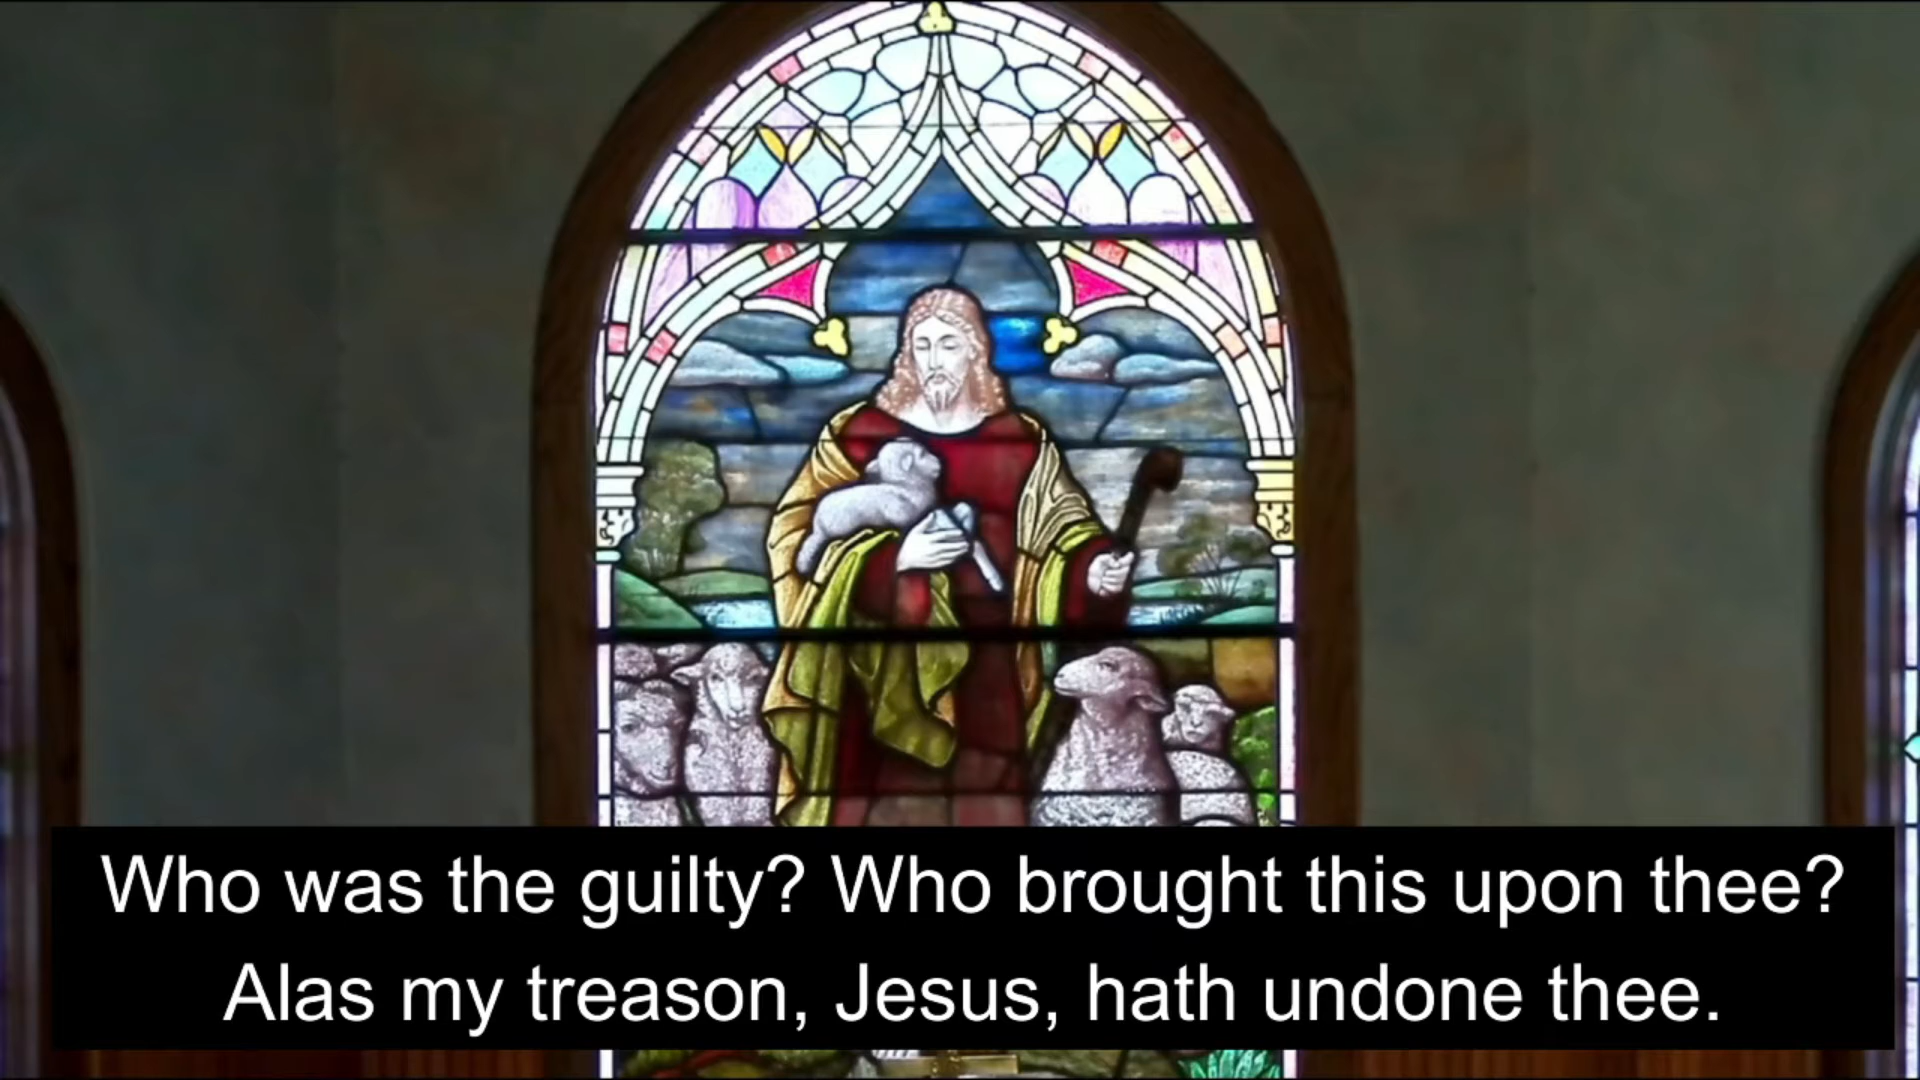 Who was the guilty? Who brought this upon thee?
Alas my treason, Jesus, hath undone thee.